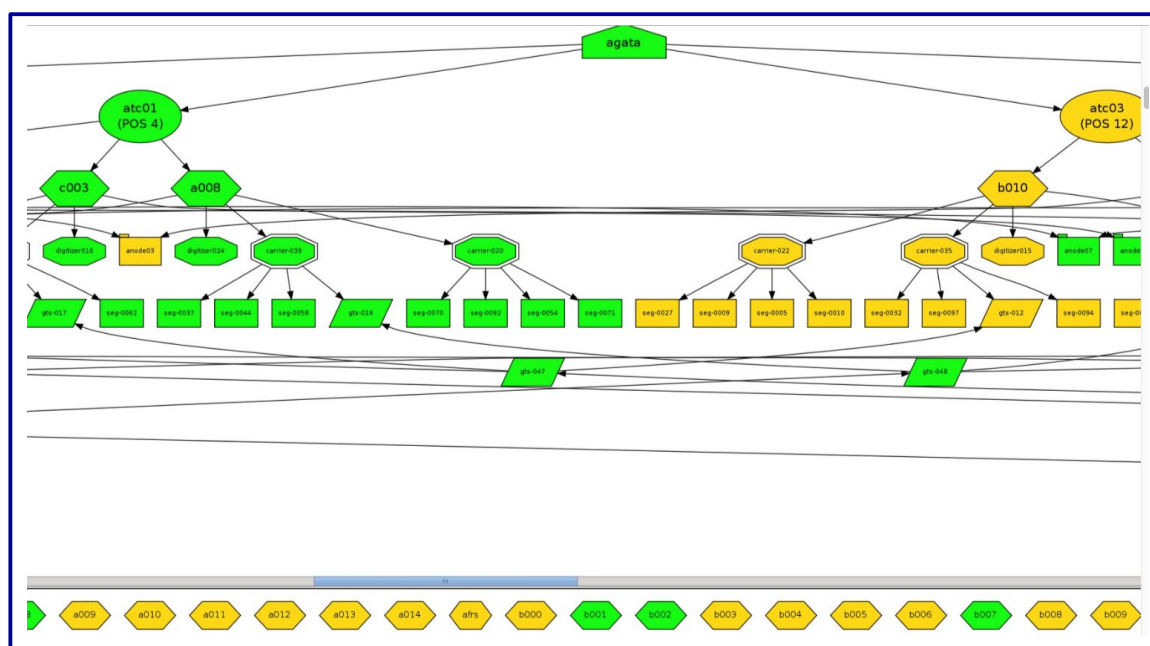 agata
atc01
(POS 4)
atc03
(POS 12)
c003
a008
b010
digitizer016
anode03
digitizer024
carrier-039
carrier-020
carrier-022
carrier-035
digitizer015
anode07
anode
gts-017
seg-0062
seg-0037
seg-0044
seg-0058
gts-016
seg-0070
seg-0092
seg-0054
seg-0071
seg-0027
seg-0009
seg-0005
seg-0010
seg-0032
seg-0097
gts-012
seg-0094
gts-047
gts-048
a009
a010
a011
a012
a013
a014
afrs
b000
b001
b002
b003
b004
b005
b006
b007
b008
b009